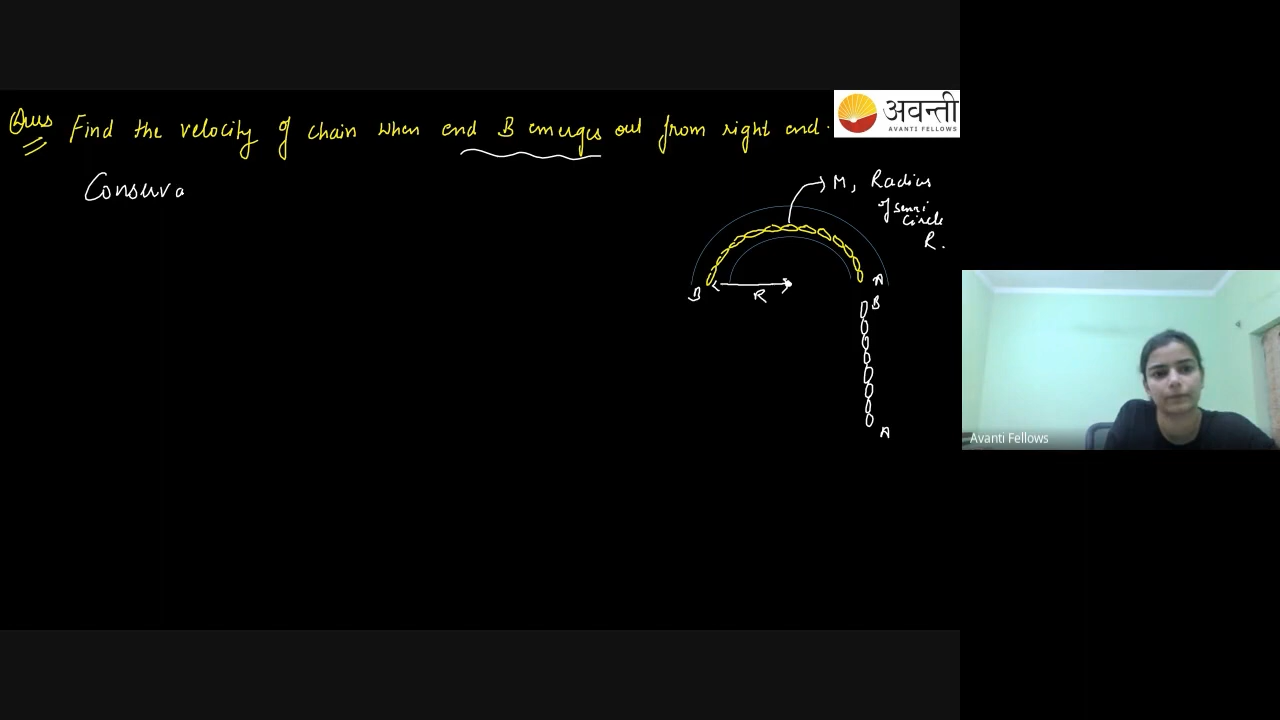 Ques Find the velocity of chain when end B emerges out from right end.
अवन्ती
AVANTI FELLOWS
Conserva
M, Radius
of semi
circle
R.
B
R
A
B
A
Avanti Fellows